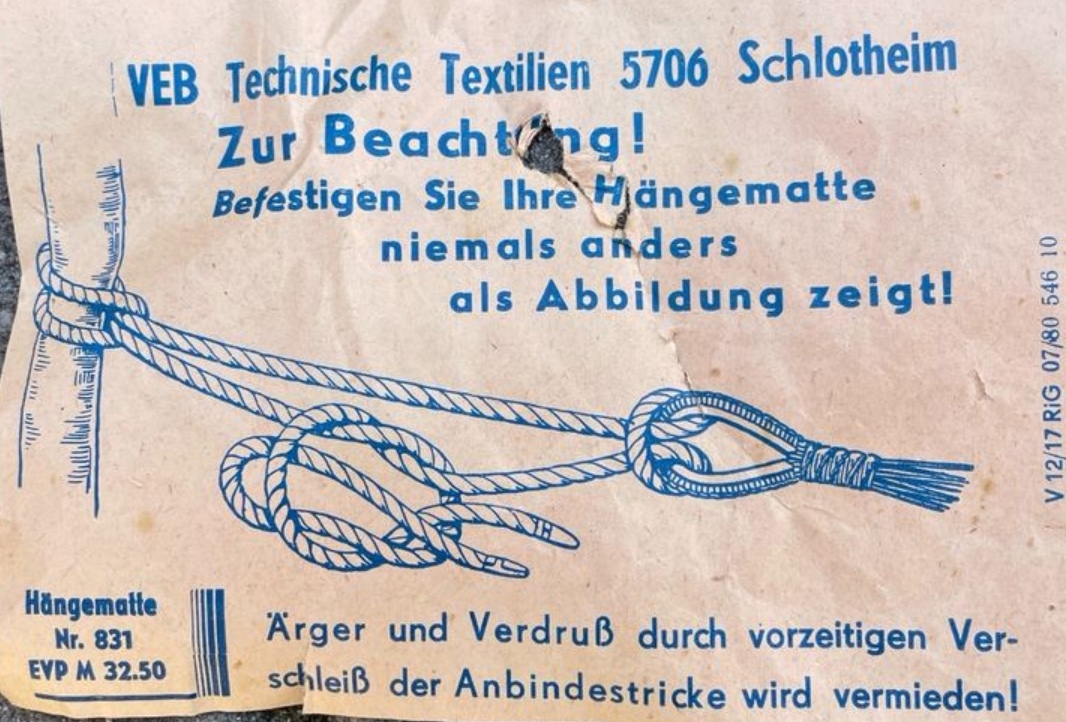 VEB Technische Textilien 5706 Schlotheim
Zur Beachtung!
Befestigen Sie Ihre Hängematte
niemals anders
als Abbildung zeigt!
V 12/17 RiG 07/80 546 10
Hängematte
Nr. 831
EVP M 32.50
Ärger und Verdruß durch vorzeitigen Ver-
schleiß der Anbindestricke wird vermieden!